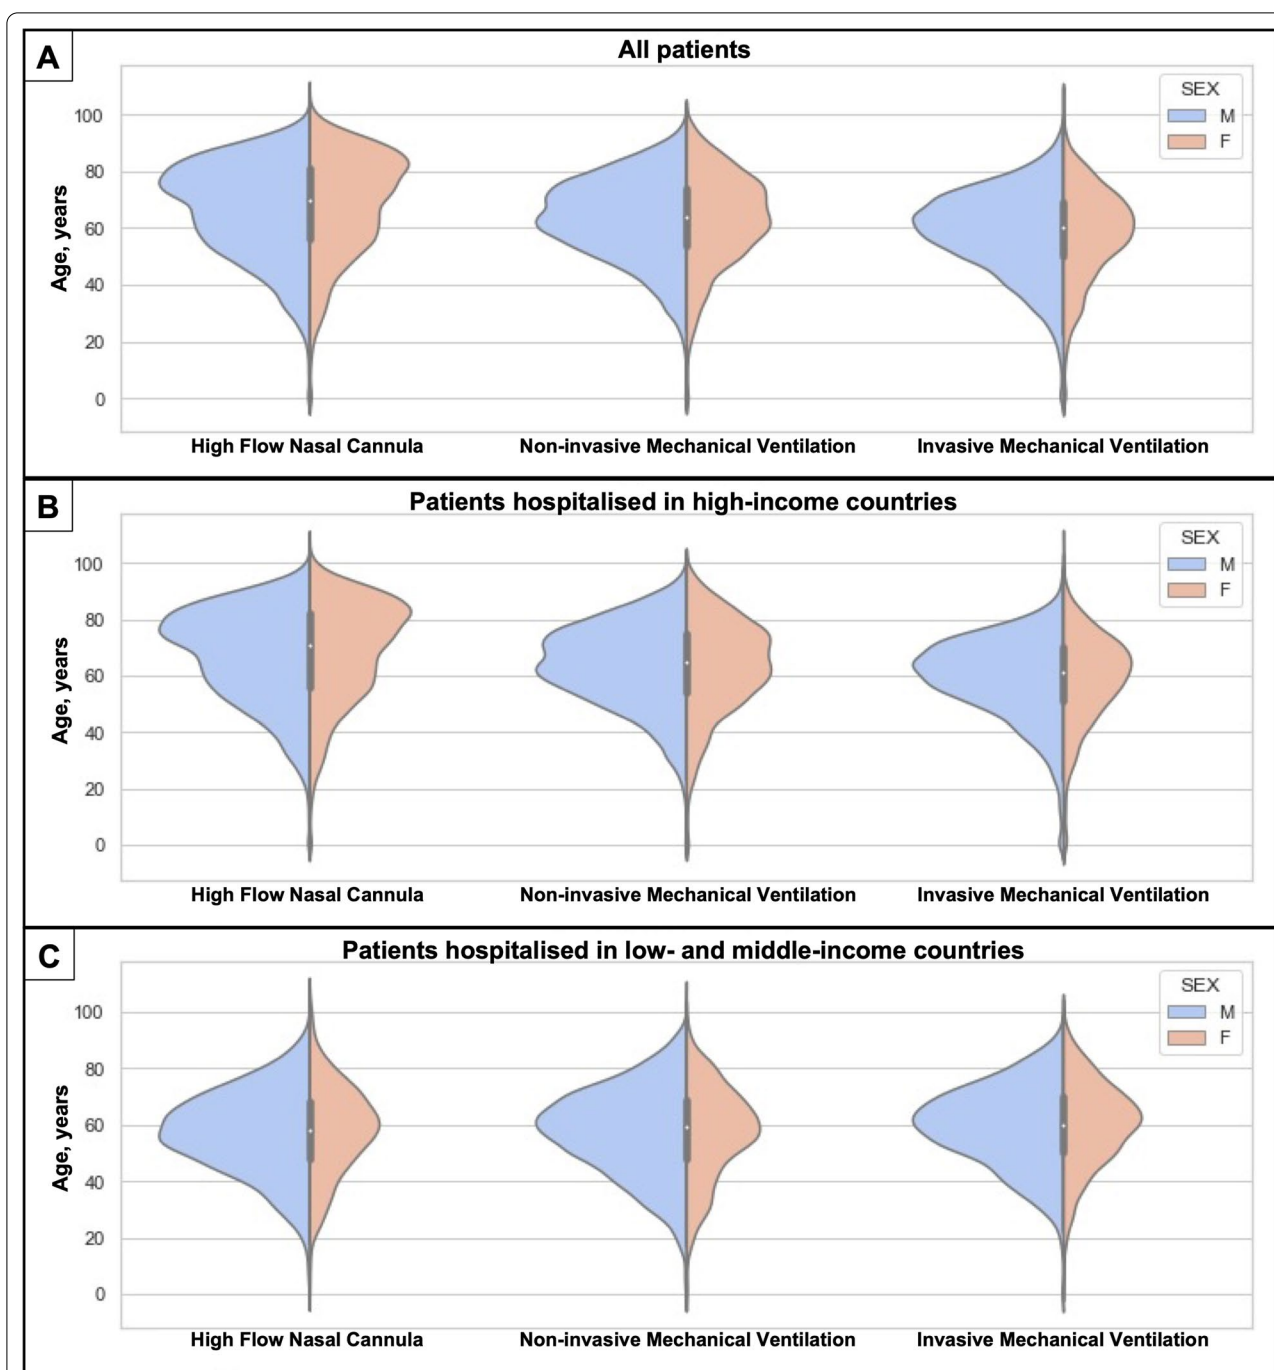 A
All patients
SEX
M
F
100
80
60
40
20
0
Age, years
High Flow Nasal Cannula
Non-invasive Mechanical Ventilation
Invasive Mechanical Ventilation
B
Patients hospitalised in high-income countries
SEX
M
F
100
80
60
40
20
0
Age, years
High Flow Nasal Cannula
Non-invasive Mechanical Ventilation
Invasive Mechanical Ventilation
C
Patients hospitalised in low- and middle-income countries
SEX
M
F
100
80
60
40
20
0
Age, years
High Flow Nasal Cannula
Non-invasive Mechanical Ventilation
Invasive Mechanical Ventilation